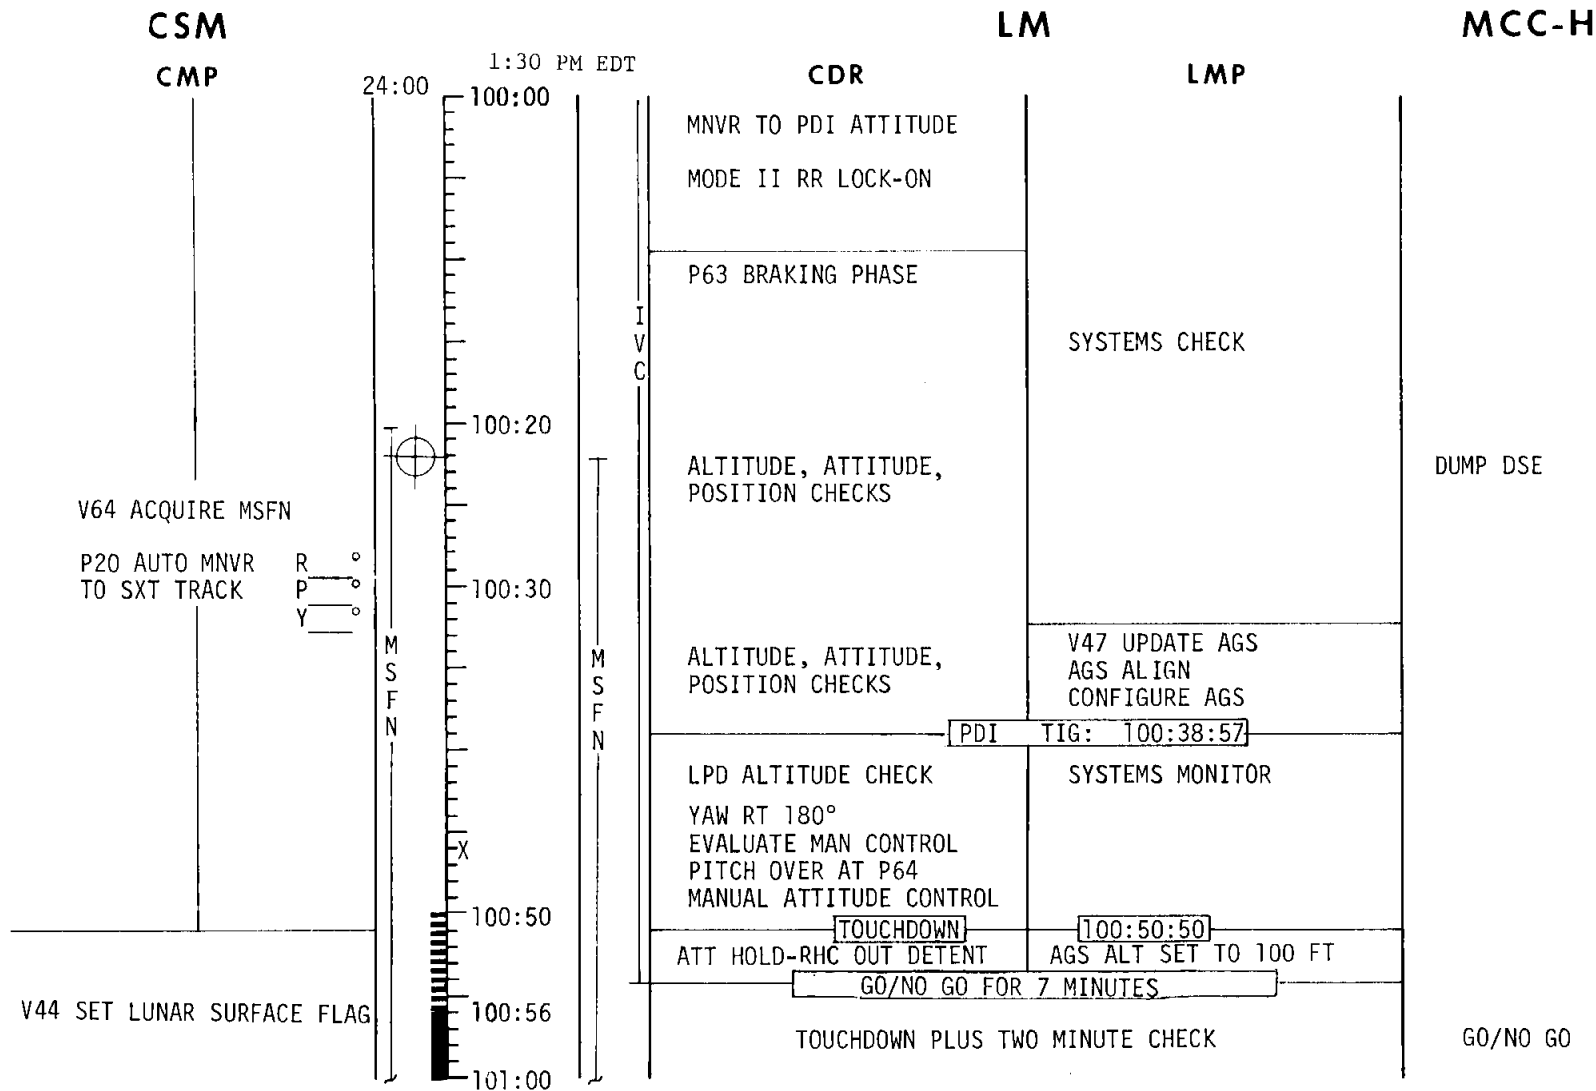 CSM
LM
MCC-H
CMP
1:30 PM EDT
CDR
LMP
24:00
100:00
MNVR TO PDI ATTITUDE
MODE II RR LOCK-ON
P63 BRAKING PHASE
IVC
SYSTEMS CHECK
100:20
ALTITUDE, ATTITUDE,
POSITION CHECKS
DUMP DSE
V64 ACQUIRE MSFN
P20 AUTO MNVR R____°
TO SXT TRACK P____°
Y____°
100:30
MSFN
MSFN
ALTITUDE, ATTITUDE,
POSITION CHECKS
V47 UPDATE AGS
AGS ALIGN
CONFIGURE AGS
PDI TIG: 100:38:57
LPD ALTITUDE CHECK
SYSTEMS MONITOR
YAW RT 180°
EVALUATE MAN CONTROL
PITCH OVER AT P64
MANUAL ATTITUDE CONTROL
X
100:50
TOUCHDOWN
100:50:50
ATT HOLD-RHC OUT DETENT
AGS ALT SET TO 100 FT
GO/NO GO FOR 7 MINUTES
V44 SET LUNAR SURFACE FLAG
100:56
TOUCHDOWN PLUS TWO MINUTE CHECK
GO/NO GO
101:00